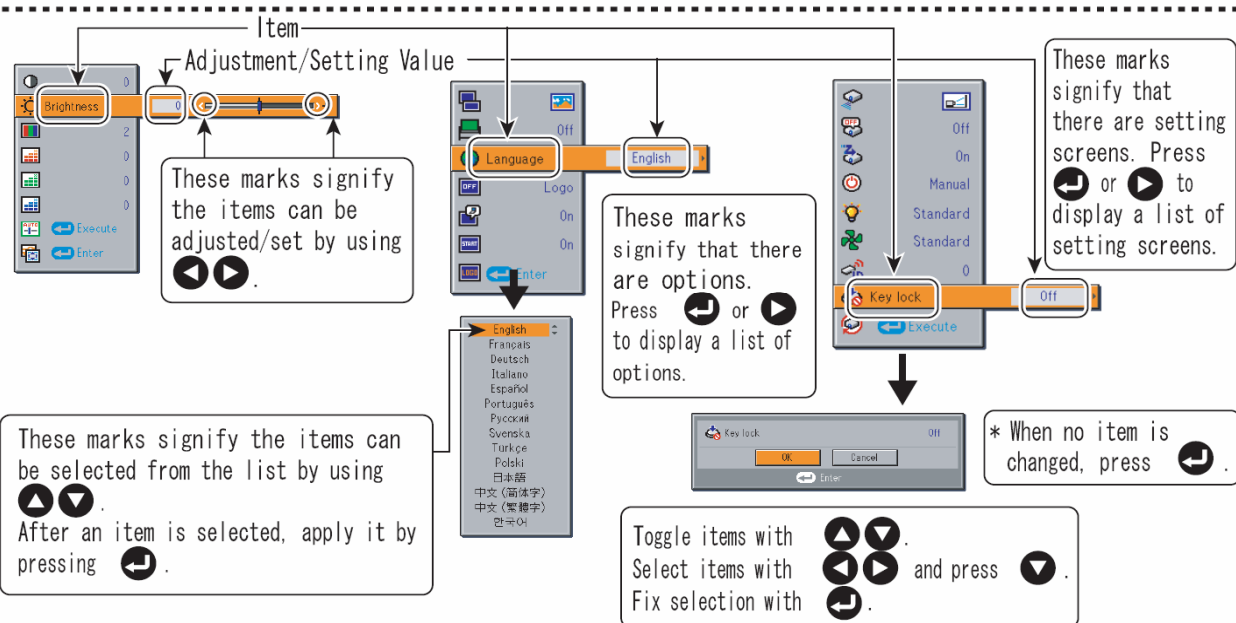 Item
Adjustment/Setting Value
0
Brightness 0
2
0
0
0
AUTO Execute
Enter
These marks signify
the items can be
adjusted/set by using
.
Off
Language English
OFF Logo
On
START On
LOGO Enter
English
Français
Deutsch
Italiano
Español
Português
Русский
Svenska
Türkçe
Polski
日本語
中文 (简体字)
中文 (繁體字)
한국어
These marks signify the items can
be selected from the list by using
.
After an item is selected, apply it by
pressing .
These marks
signify that there
are options.
Press or
to display a list of
options.
OFF Off
On
Manual
Standard
Standard
0
Key lock Off
Execute
These marks
signify that
there are setting
screens. Press
or to
display a list of
setting screens.
Key lock Off
OK Cancel
Enter
* When no item is
changed, press .
Toggle items with .
Select items with and press .
Fix selection with .